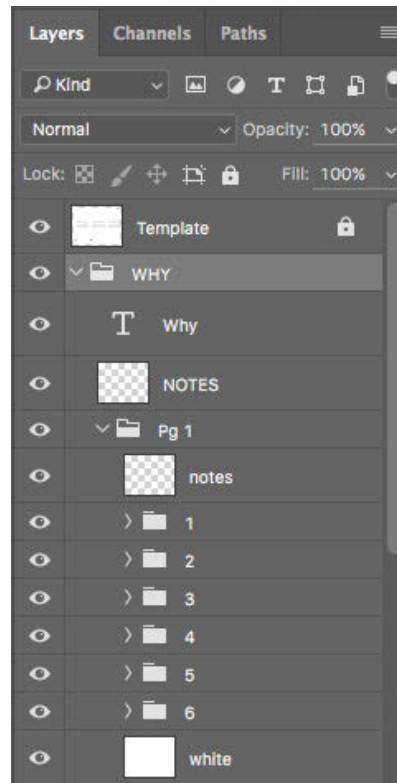 Layers Channels Paths
Kind T
Normal Opacity: 100%
Lock: Fill: 100%
Template
WHY
T Why
NOTES
Pg 1
notes
1
2
3
4
5
6
white